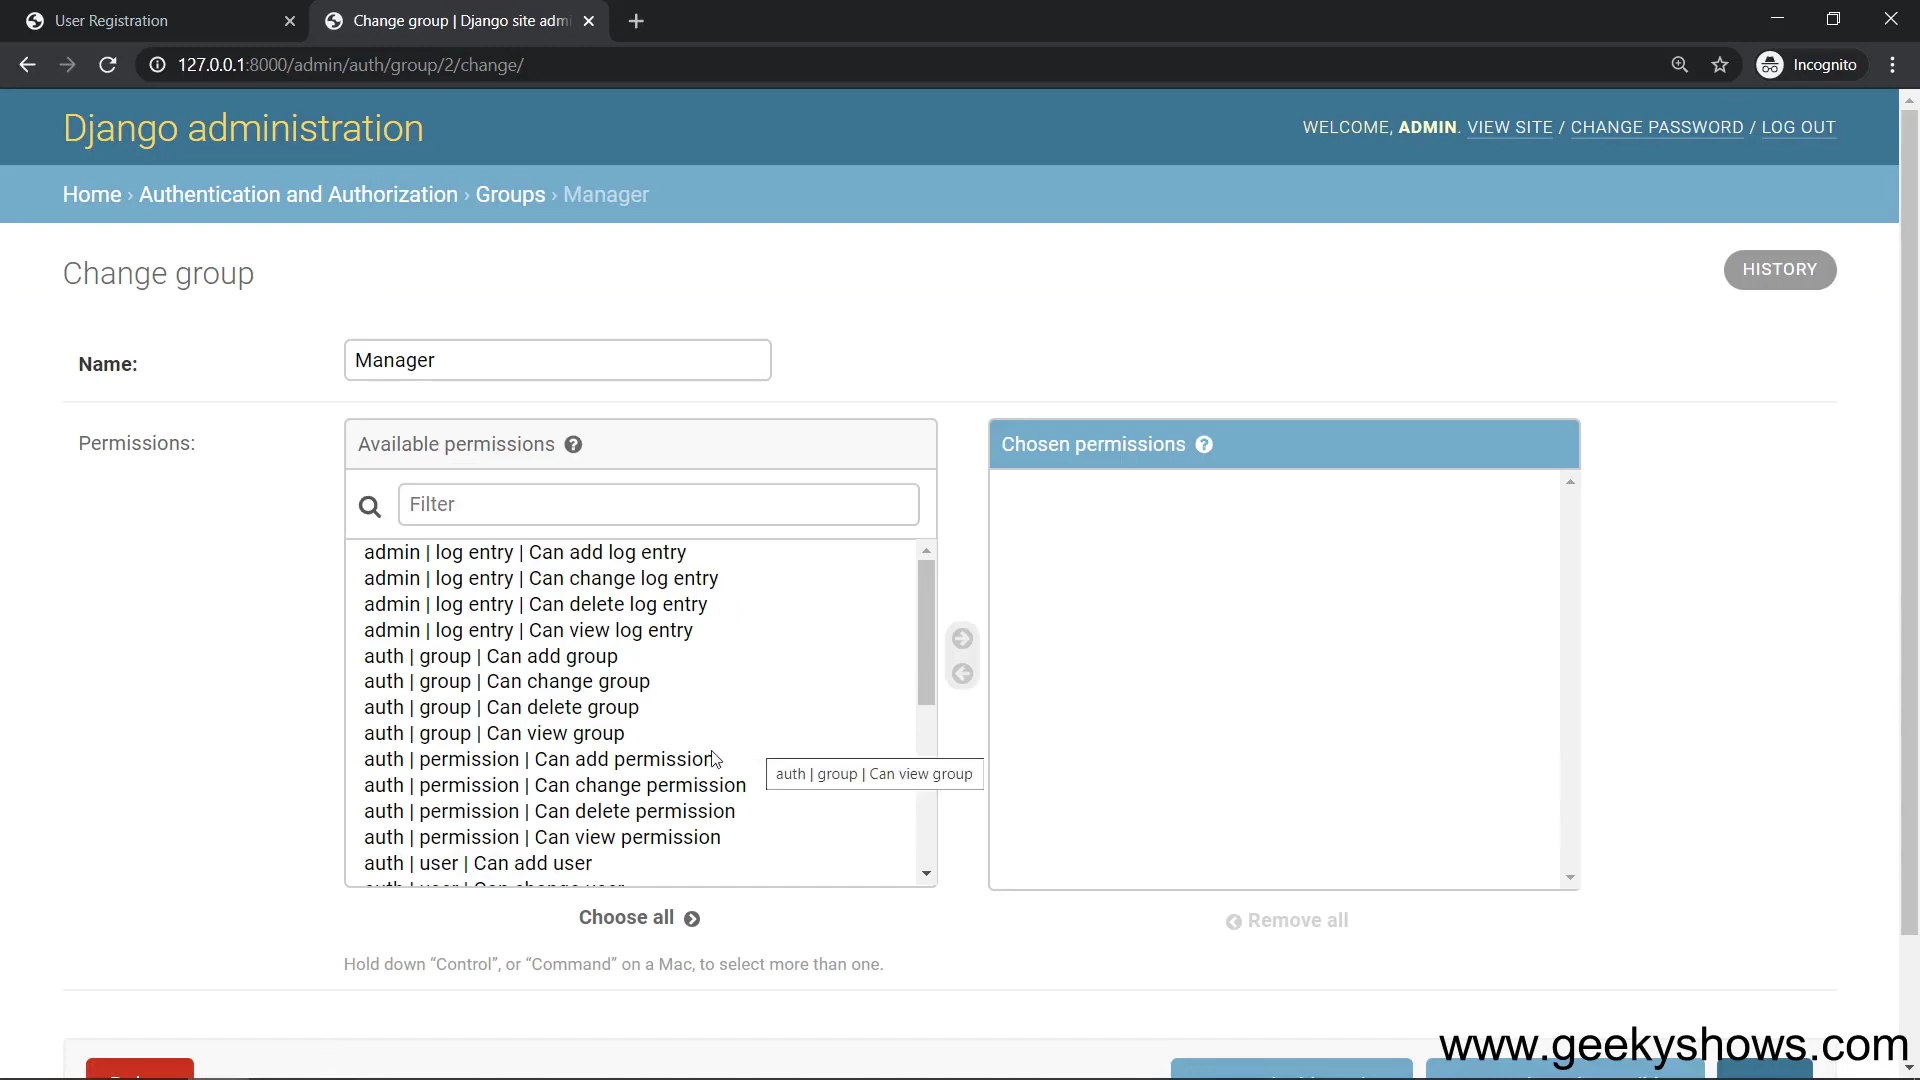 User Registration
Change group | Django site adm
127.0.0.1:8000/admin/auth/group/2/change/
Incognito
Django administration
WELCOME, ADMIN. VIEW SITE / CHANGE PASSWORD / LOG OUT
Home › Authentication and Authorization › Groups › Manager
Change group
HISTORY
Name:
Manager
Permissions:
Available permissions ?
Chosen permissions ?
Filter
admin | log entry | Can add log entry
admin | log entry | Can change log entry
admin | log entry | Can delete log entry
admin | log entry | Can view log entry
auth | group | Can add group
auth | group | Can change group
auth | group | Can delete group
auth | group | Can view group
auth | permission | Can add permission
auth | group | Can view group
auth | permission | Can change permission
auth | permission | Can delete permission
auth | permission | Can view permission
auth | user | Can add user
auth | user | Can change user
Choose all
Remove all
Hold down “Control”, or “Command” on a Mac, to select more than one.
www.geekyshows.com